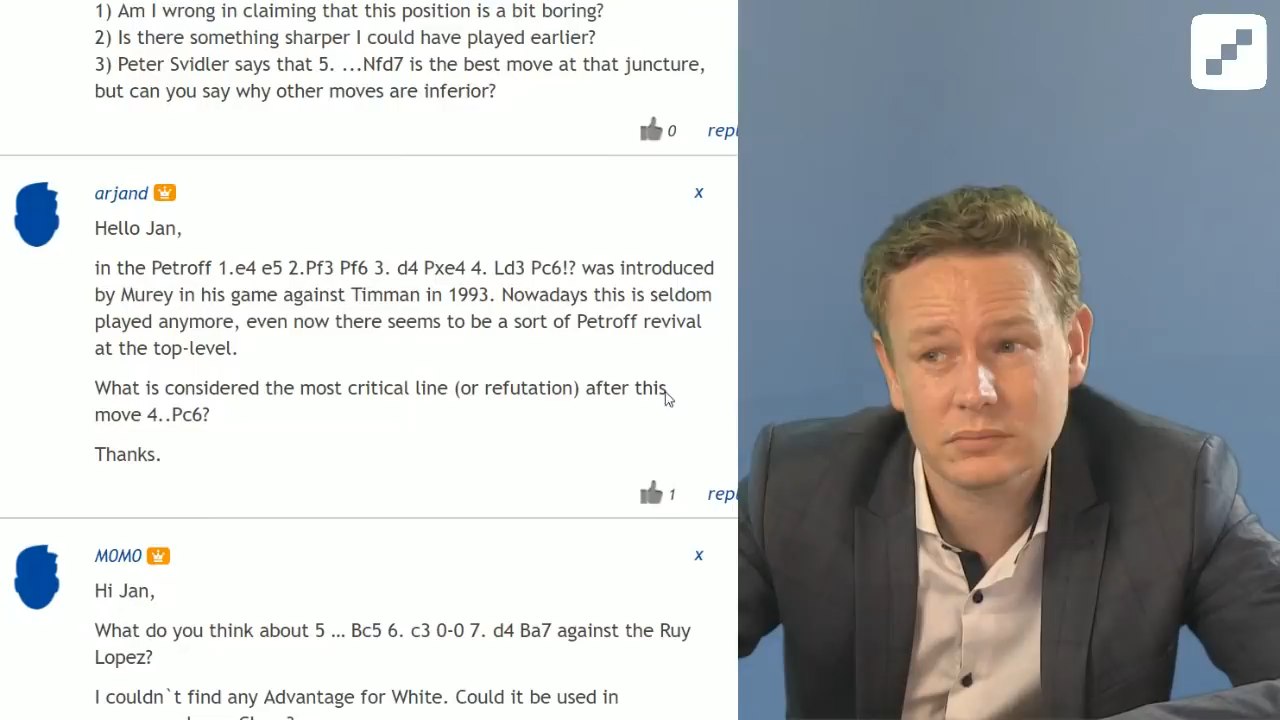 1) Am I wrong in claiming that this position is a bit boring?
2) Is there something sharper I could have played earlier?
3) Peter Svidler says that 5. ...Nfd7 is the best move at that juncture,
but can you say why other moves are inferior?
0 repl
arjand x
Hello Jan,
in the Petroff 1.e4 e5 2.Pf3 Pf6 3. d4 Pxe4 4. Ld3 Pc6!? was introduced
by Murey in his game against Timman in 1993. Nowadays this is seldom
played anymore, even now there seems to be a sort of Petroff revival
at the top-level.
What is considered the most critical line (or refutation) after this
move 4..Pc6?
Thanks.
1 repl
MOMO x
Hi Jan,
What do you think about 5 ... Bc5 6. c3 0-0 7. d4 Ba7 against the Ruy
Lopez?
I couldn`t find any Advantage for White. Could it be used in